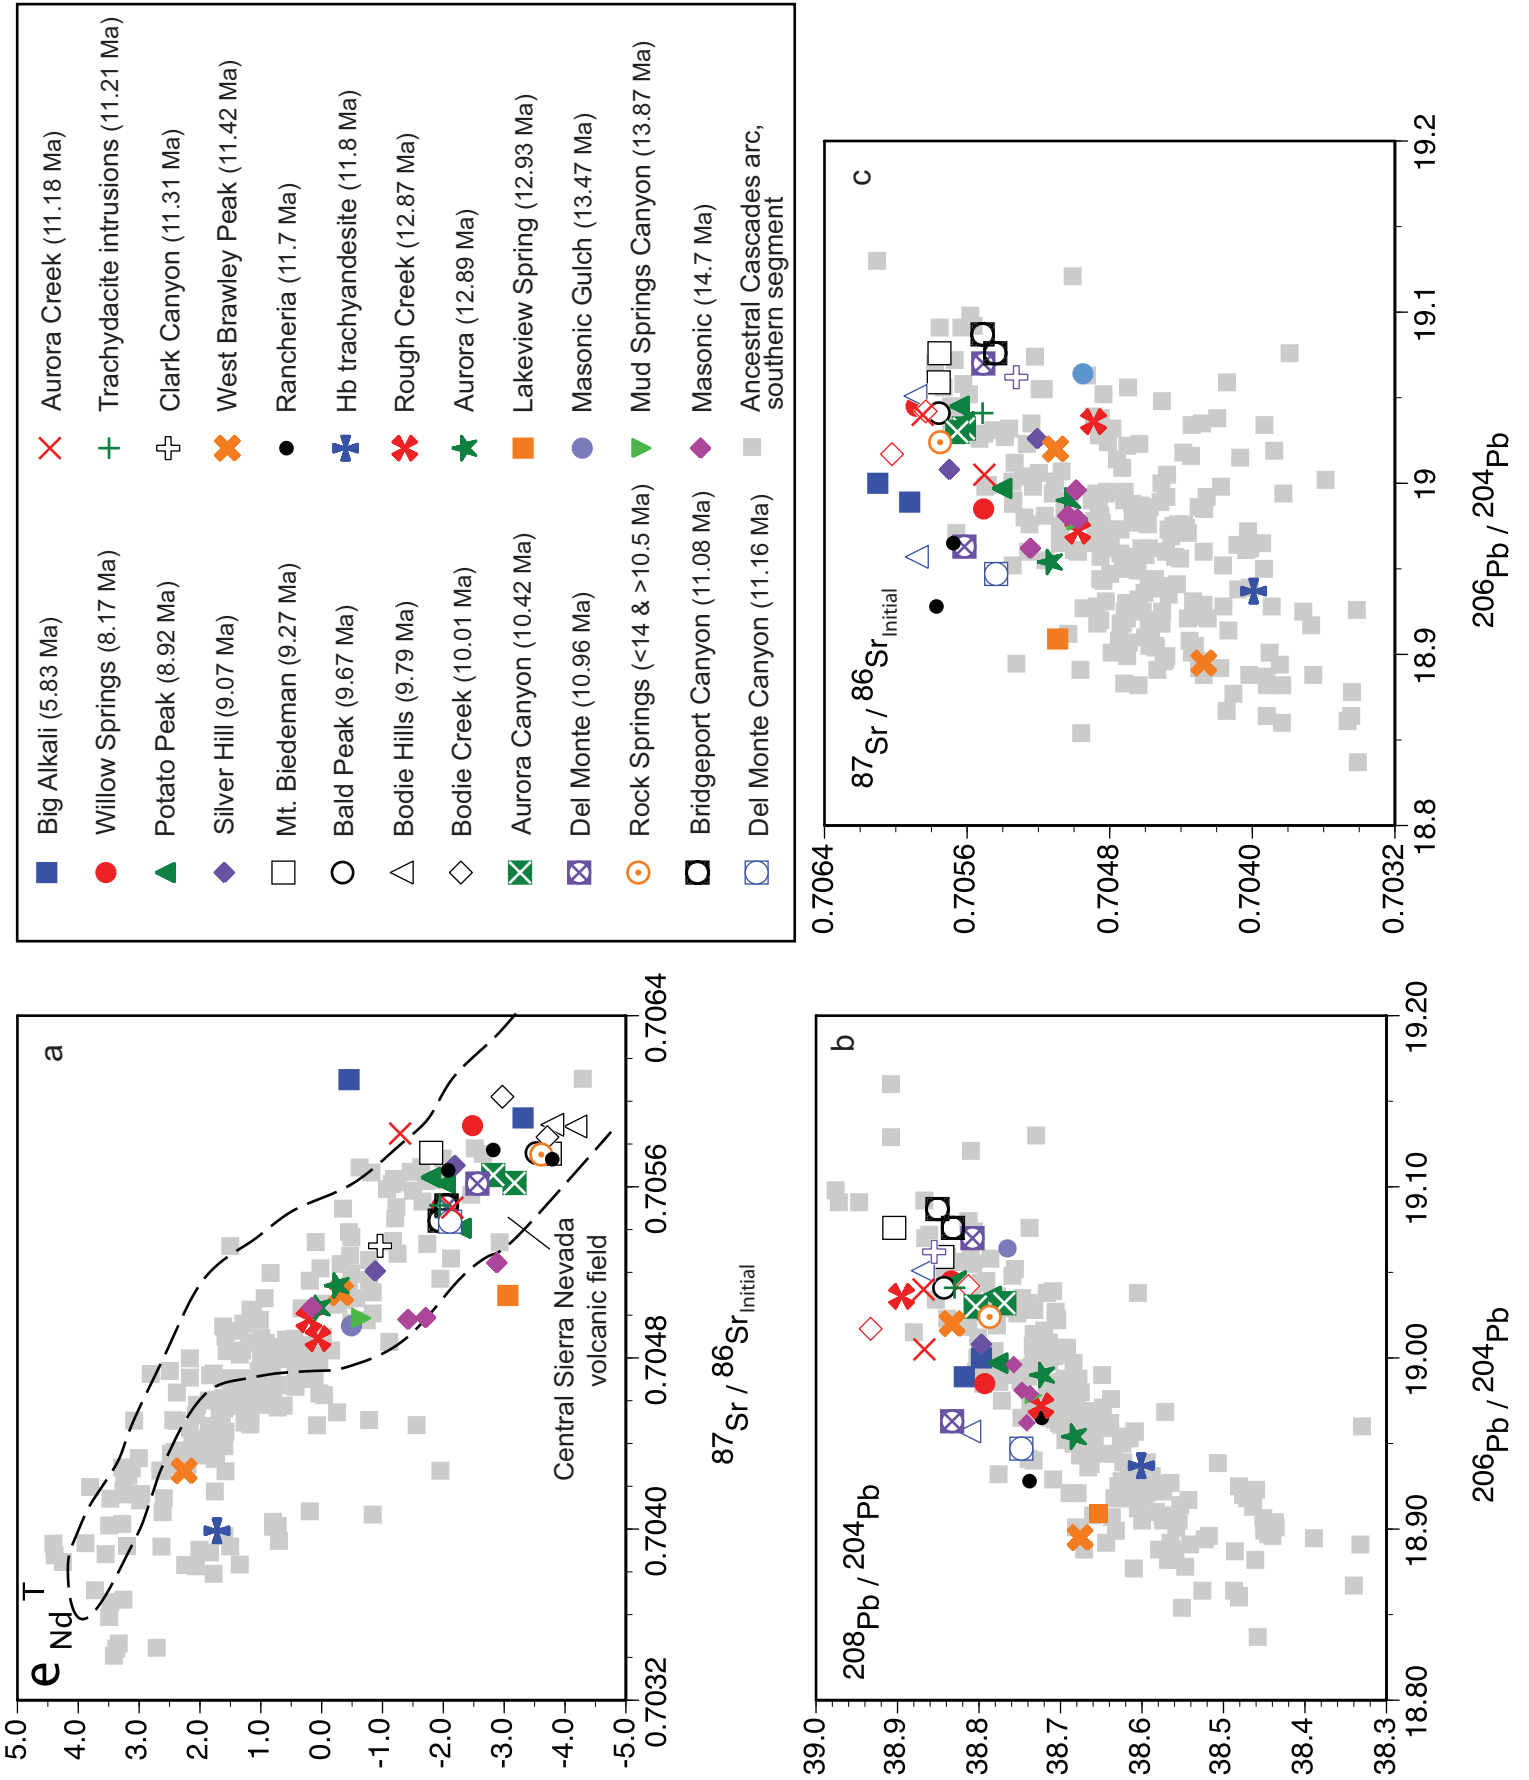 5.0
4.0
3.0
2.0
1.0
0.0
-1.0
-2.0
-3.0
-4.0
-5.0
e Nd T
a
Central Sierra Nevada
volcanic field
0.7032
0.7040
0.7048
0.7056
0.7064
87Sr / 86SrInitial
Big Alkali (5.83 Ma)
Willow Springs (8.17 Ma)
Potato Peak (8.92 Ma)
Silver Hill (9.07 Ma)
Mt. Biedeman (9.27 Ma)
Bald Peak (9.67 Ma)
Bodie Hills (9.79 Ma)
Bodie Creek (10.01 Ma)
Aurora Canyon (10.42 Ma)
Del Monte (10.96 Ma)
Rock Springs (<14 & >10.5 Ma)
Bridgeport Canyon (11.08 Ma)
Del Monte Canyon (11.16 Ma)
Aurora Creek (11.18 Ma)
Trachydacite intrusions (11.21 Ma)
Clark Canyon (11.31 Ma)
West Brawley Peak (11.42 Ma)
Rancheria (11.7 Ma)
Hb trachyandesite (11.8 Ma)
Rough Creek (12.87 Ma)
Aurora (12.89 Ma)
Lakeview Spring (12.93 Ma)
Masonic Gulch (13.47 Ma)
Mud Springs Canyon (13.87 Ma)
Masonic (14.7 Ma)
Ancestral Cascades arc,
southern segment
39.0
38.9
38.8
38.7
38.6
38.5
38.4
38.3
208Pb / 204Pb
b
18.80
18.90
19.00
19.10
19.20
206Pb / 204Pb
0.7064
0.7056
0.7048
0.7040
0.7032
87Sr / 86SrInitial
c
18.8
18.9
19
19.1
19.2
206Pb / 204Pb